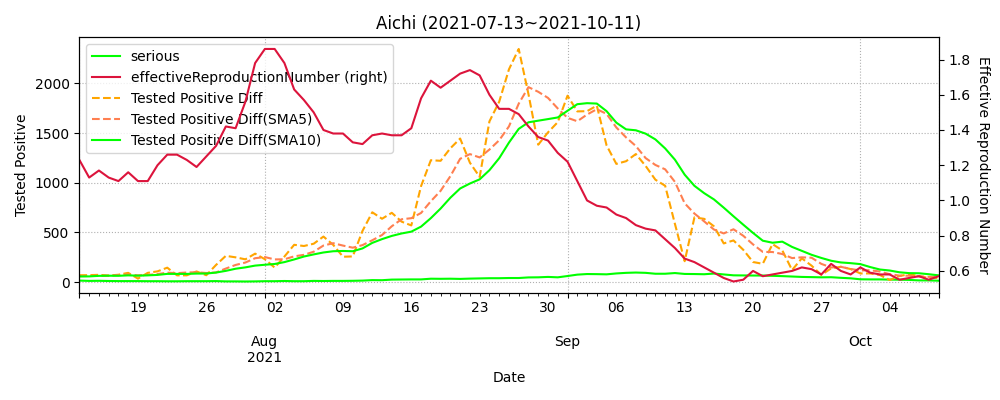 Aichi (2021-07-13~2021-10-11)
serious
effectiveReproductionNumber (right)
Tested Positive Diff
Tested Positive Diff(SMA5)
Tested Positive Diff(SMA10)
Tested Positive
2000
1500
1000
500
0
Effective Reproduction Number
1.8
1.6
1.4
1.2
1.0
0.8
0.6
19 26 02 09 16 23 30 06 13 20 27 04
Aug Sep Oct
2021
Date